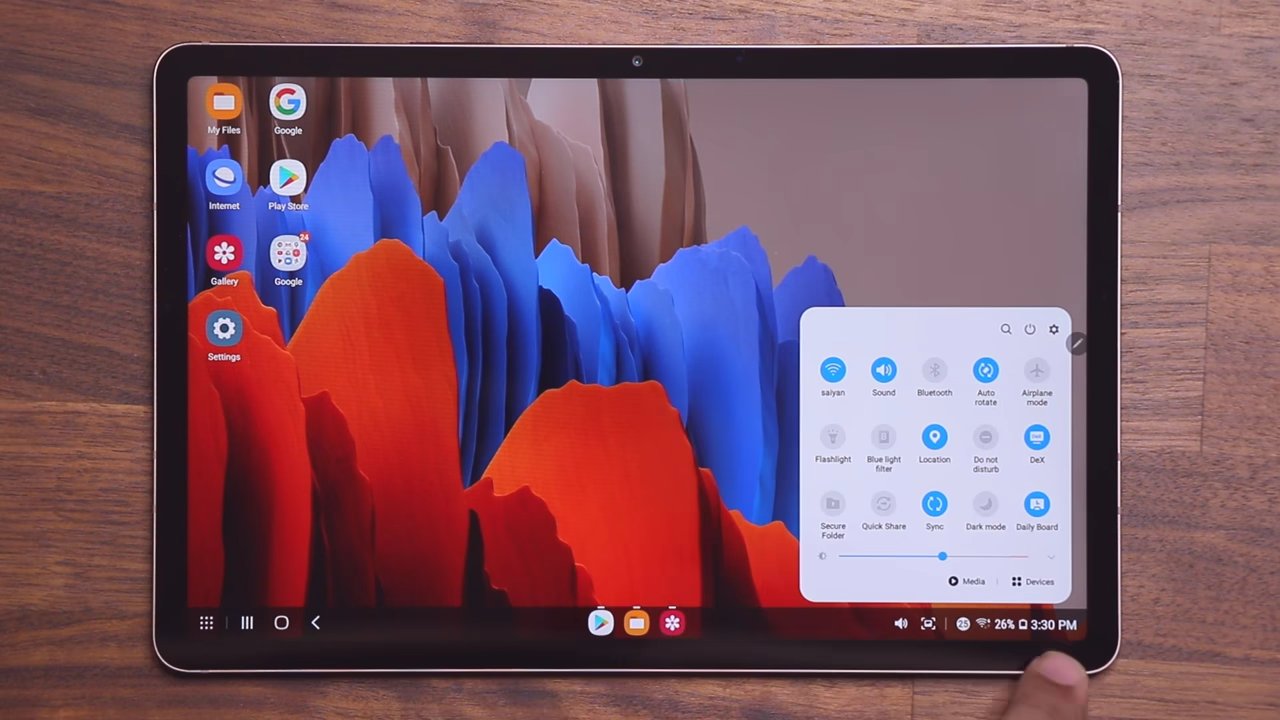 My Files
Google
Internet
Play Store
24
Gallery
Google
Settings
saiyan
Sound
Bluetooth
Auto
rotate
Airplane
mode
Flashlight
Blue light
filter
Location
Do not
disturb
DeX
Secure
Folder
Quick Share
Sync
Dark mode
Daily Board
Media
Devices
25
26%
3:30 PM